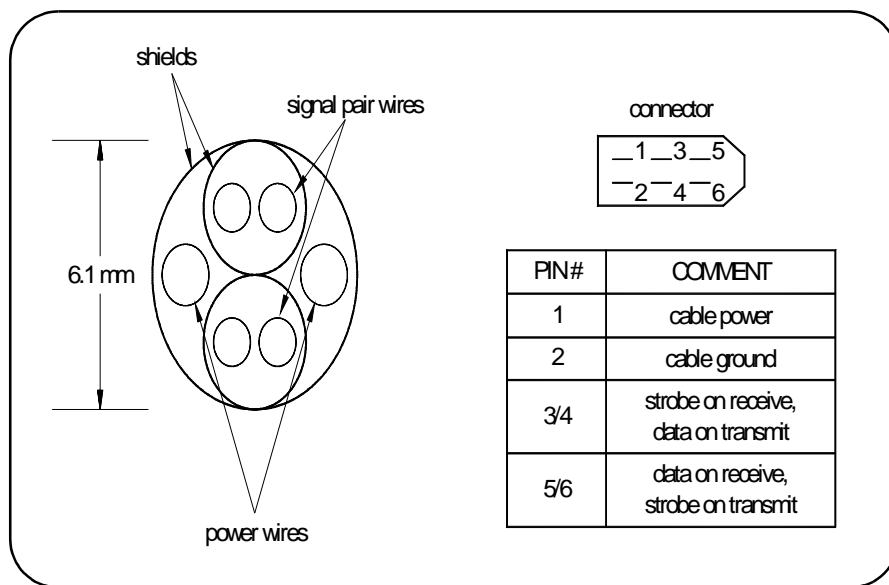 shields
signal pair wires
6.1 mm
power wires
connector
1 3 5
2 4 6
PIN# COMMENT
1 cable power
2 cable ground
3/4 strobe on receive,
data on transmit
5/6 data on receive,
strobe on transmit